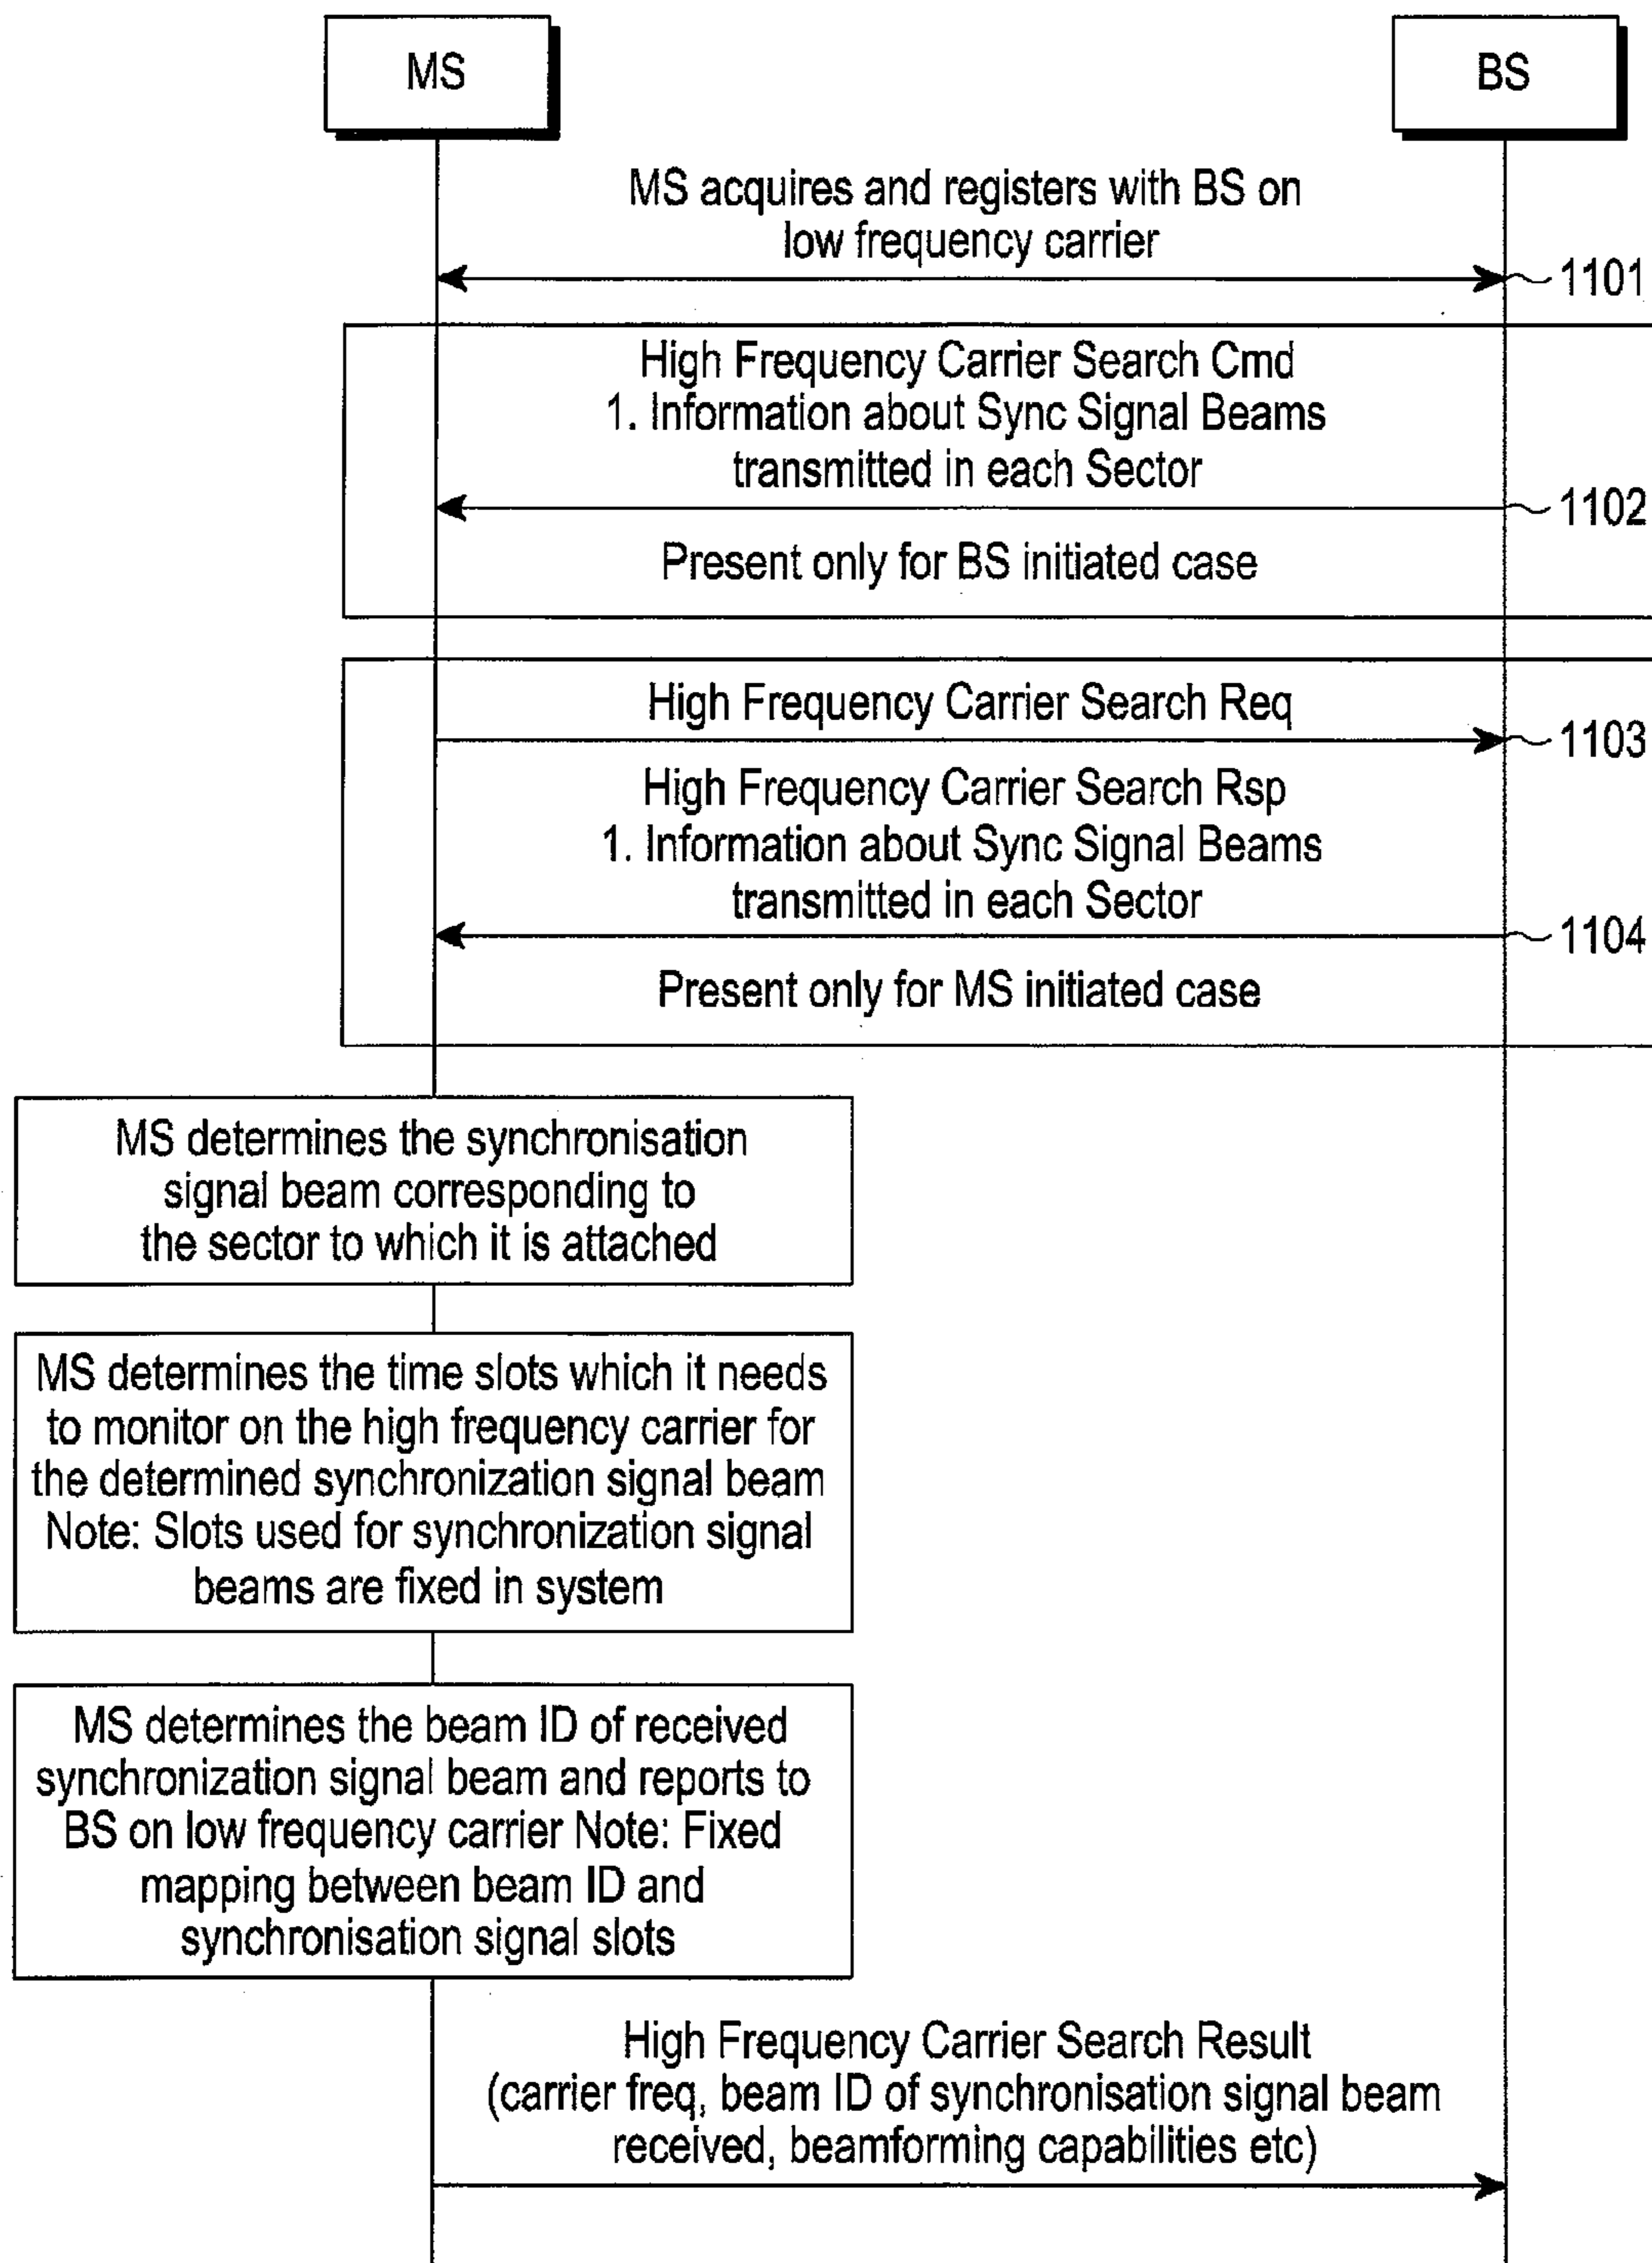 MS
BS
MS acquires and registers with BS on
low frequency carrier
1101
High Frequency Carrier Search Cmd
1. Information about Sync Signal Beams
transmitted in each Sector
1102
Present only for BS initiated case
High Frequency Carrier Search Req
1103
High Frequency Carrier Search Rsp
1. Information about Sync Signal Beams
transmitted in each Sector
1104
Present only for MS initiated case
MS determines the synchronisation
signal beam corresponding to
the sector to which it is attached
MS determines the time slots which it needs
to monitor on the high frequency carrier for
the determined synchronization signal beam
Note: Slots used for synchronization signal
beams are fixed in system
MS determines the beam ID of received
synchronization signal beam and reports to
BS on low frequency carrier Note: Fixed
mapping between beam ID and
synchronisation signal slots
High Frequency Carrier Search Result
(carrier freq, beam ID of synchronisation signal beam
received, beamforming capabilities etc)